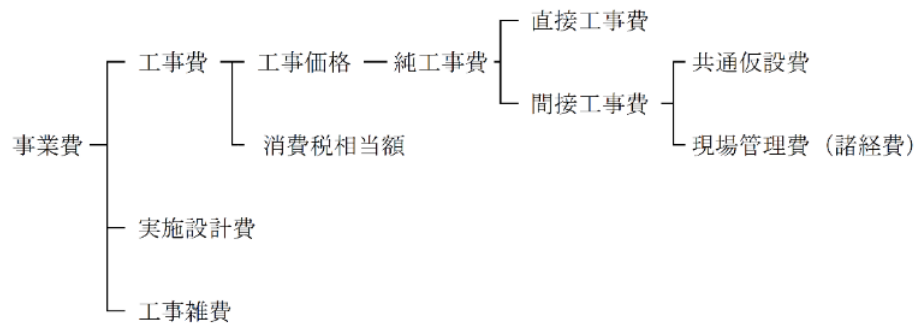 直接工事費
工事費 工事価格 純工事費 共通仮設費
間接工事費
事業費 消費税相当額 現場管理費（諸経費）
実施設計費
工事雑費